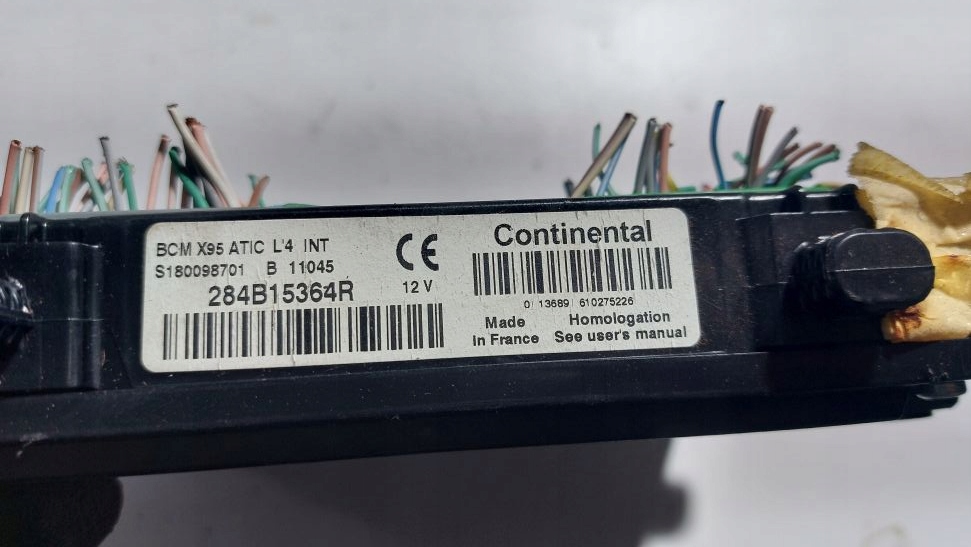 BCM X95 ATIC L'4 INT
S180098701 B 11045
284B15364R
CE
12 V
Continental
0 13689 610275226
Made
in France
Homologation
See user's manual